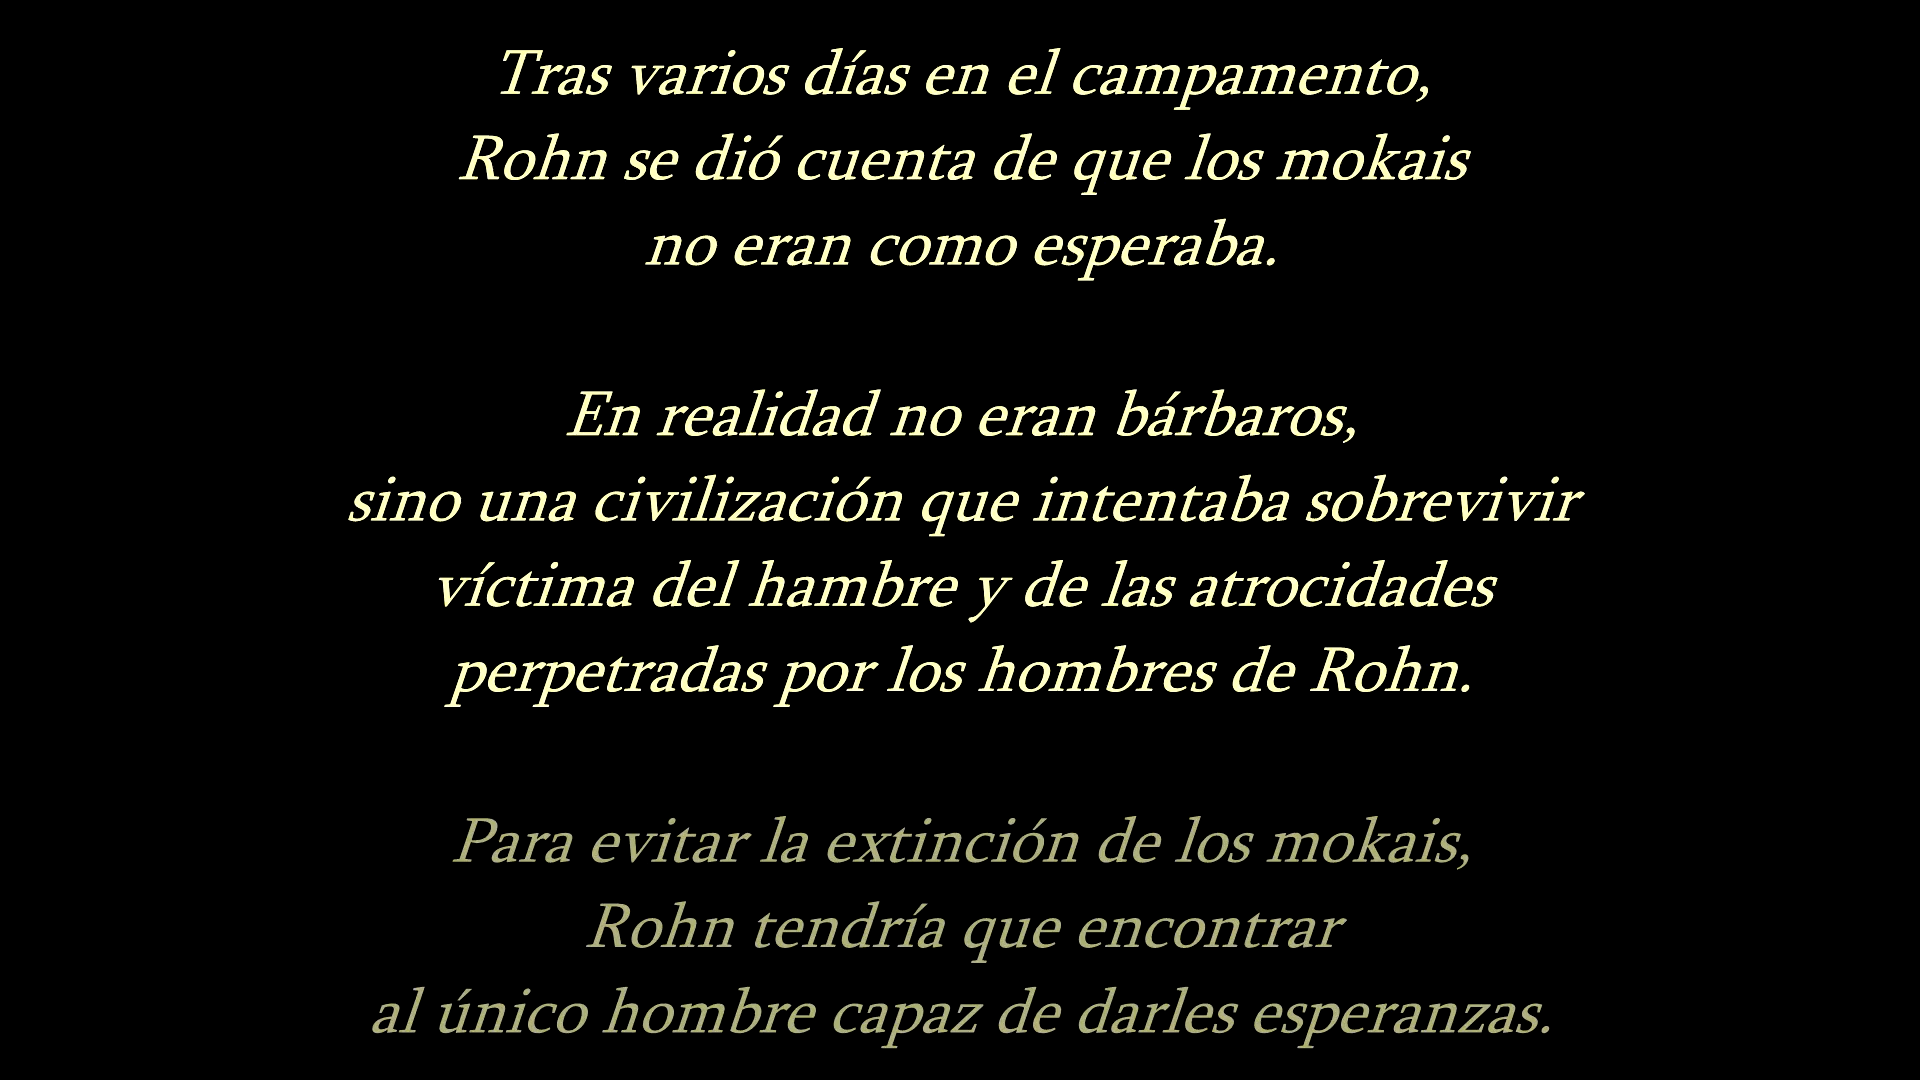 Tras varios días en el campamento,
Rohn se dió cuenta de que los mokais
no eran como esperaba.
En realidad no eran bárbaros,
sino una civilización que intentaba sobrevivir
víctima del hambre y de las atrocidades
perpetradas por los hombres de Rohn.
Para evitar la extinción de los mokais,
Rohn tendría que encontrar
al único hombre capaz de darles esperanzas.